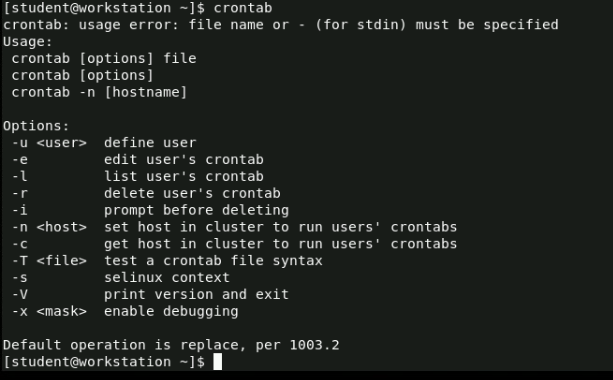 [student@workstation ~]$ crontab
crontab: usage error: file name or - (for stdin) must be specified
Usage:
 crontab [options] file
 crontab [options]
 crontab -n [hostname]

Options:
 -u <user>  define user
 -e         edit user's crontab
 -l         list user's crontab
 -r         delete user's crontab
 -i         prompt before deleting
 -n <host>  set host in cluster to run users' crontabs
 -c         get host in cluster to run users' crontabs
 -T <file>  test a crontab file syntax
 -s         selinux context
 -V         print version and exit
 -x <mask>  enable debugging

Default operation is replace, per 1003.2
[student@workstation ~]$